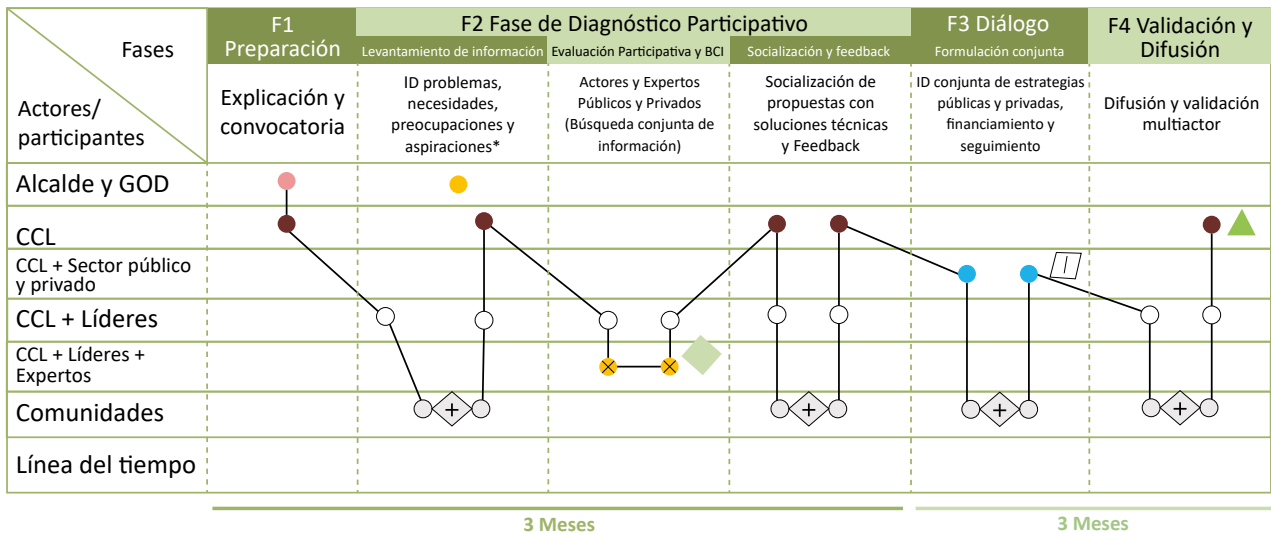 Fases
Actores/
participantes
F1
Preparación
F2 Fase de Diagnóstico Participativo
F3 Diálogo
F4 Validación y
Difusión
Levantamiento de información
Evaluación Participativa y BCI
Socialización y feedback
Formulación conjunta
Explicación y
convocatoria
ID problemas,
necesidades,
preocupaciones y
aspiraciones*
Actores y Expertos
Públicos y Privados
(Búsqueda conjunta de
información)
Socialización de
propuestas con
soluciones técnicas
y Feedback
ID conjunta de estrategias
públicas y privadas,
financiamiento y
seguimiento
Difusión y validación
multiactor
Alcalde y GOD
CCL
CCL + Sector público
y privado
CCL + Líderes
CCL + Líderes +
Expertos
Comunidades
+
+
+
+
Línea del tiempo
3 Meses
3 Meses